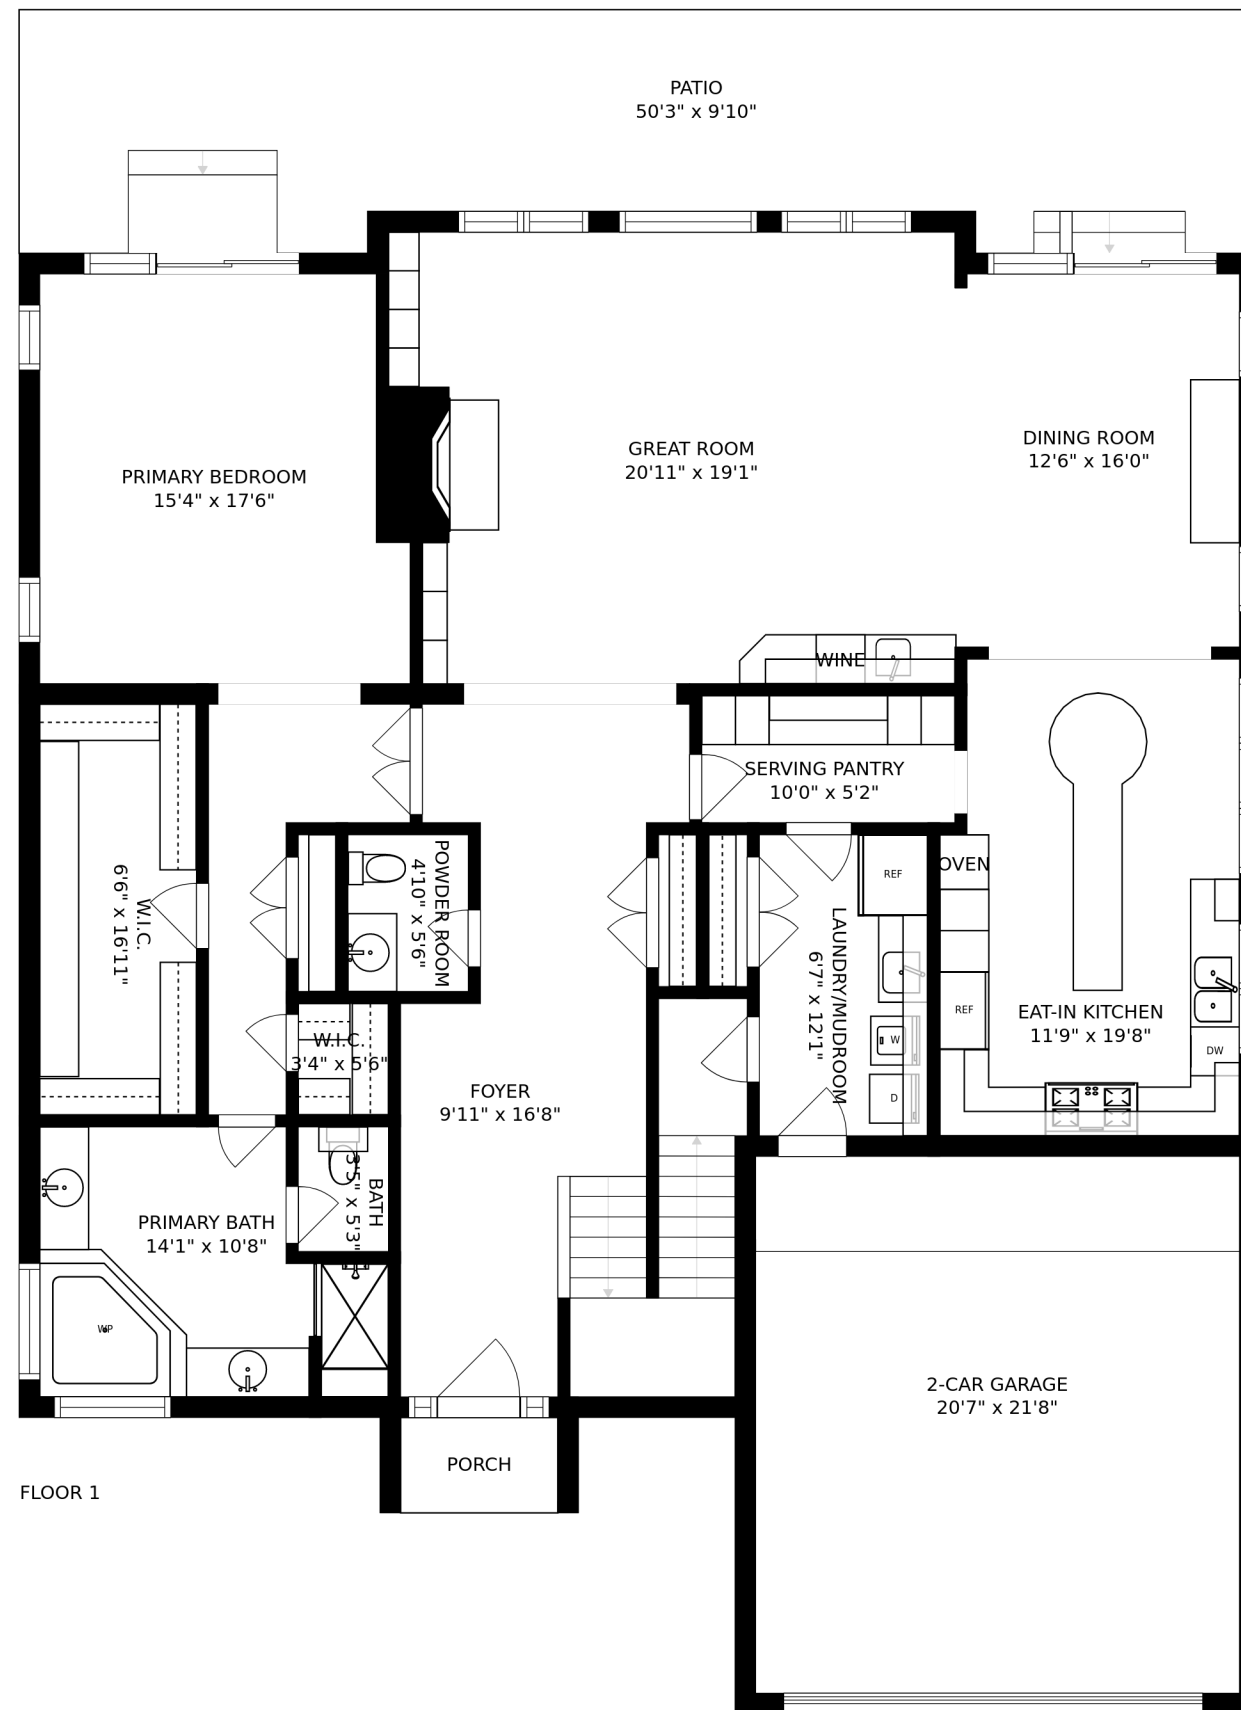 PATIO
50'3" x 9'10"
PRIMARY BEDROOM
15'4" x 17'6"
GREAT ROOM
20'11" x 19'1"
DINING ROOM
12'6" x 16'0"
WINE
SERVING PANTRY
10'0" x 5'2"
W.I.C.
6'6" x 16'11"
POWDER ROOM
4'10" x 5'6"
LAUNDRY/MUDROOM
6'7" x 12'1"
REF
OVEN
REF
W
D
EAT-IN KITCHEN
11'9" x 19'8"
DW
W.I.C.
3'4" x 5'6"
FOYER
9'11" x 16'8"
BATH
3'5" x 5'3"
PRIMARY BATH
14'1" x 10'8"
WP
2-CAR GARAGE
20'7" x 21'8"
PORCH
FLOOR 1